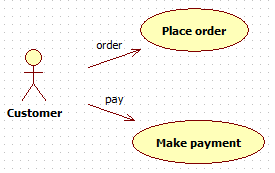 Place order
order
Customer
pay
Make payment